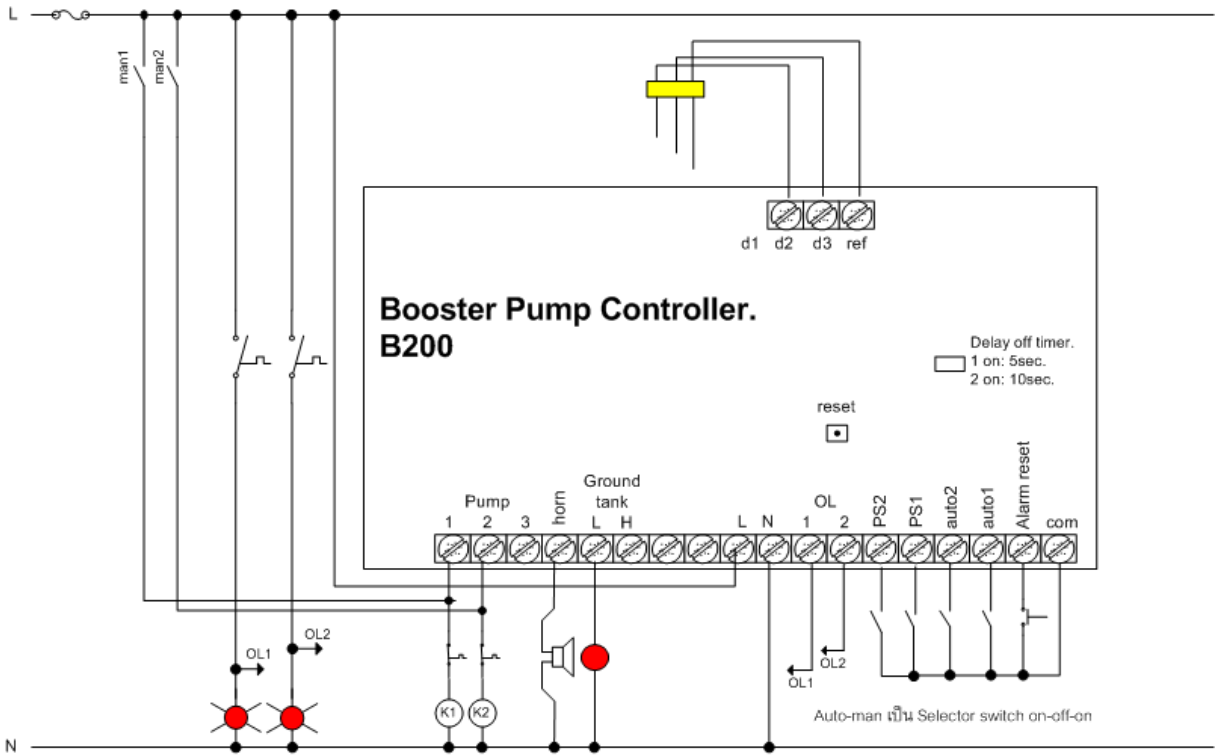 L
man1
man2
d1 d2 d3 ref
Booster Pump Controller.
B200
Delay off timer.
1 on: 5sec.
2 on: 10sec.
reset
Pump
1 2 3
horn
Ground
tank
L H
L N
OL
1 2
PS2
PS1
auto2
auto1
Alarm reset
com
OL1
OL2
OL1
OL2
K1
K2
Auto-man เป็น Selector switch on-off-on
N